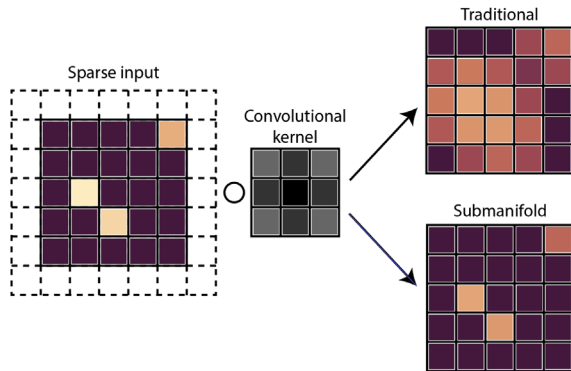 Traditional
Sparse input
Convolutional
kernel
Submanifold